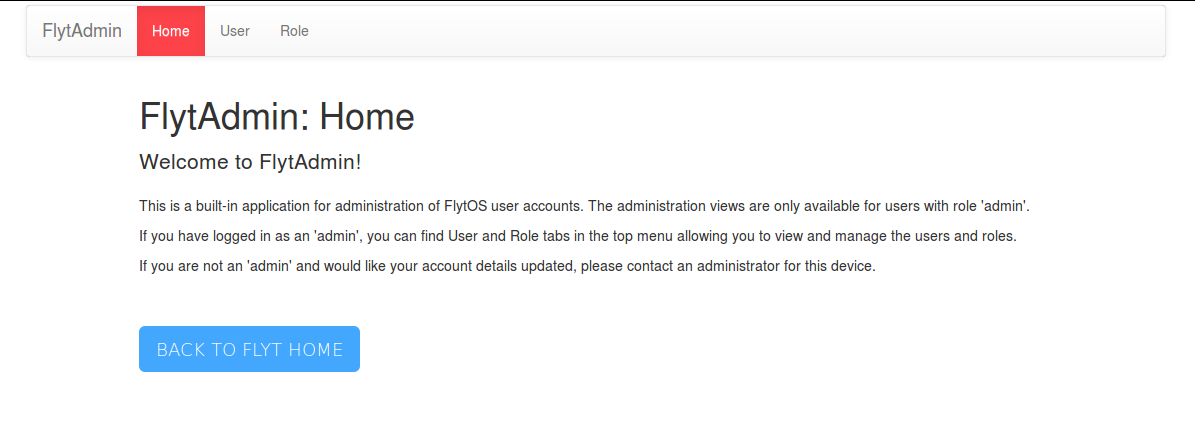 FlytAdmin Home User Role
FlytAdmin: Home
Welcome to FlytAdmin!
This is a built-in application for administration of FlytOS user accounts. The administration views are only available for users with role 'admin'.
If you have logged in as an 'admin', you can find User and Role tabs in the top menu allowing you to view and manage the users and roles.
If you are not an 'admin' and would like your account details updated, please contact an administrator for this device.
BACK TO FLYT HOME